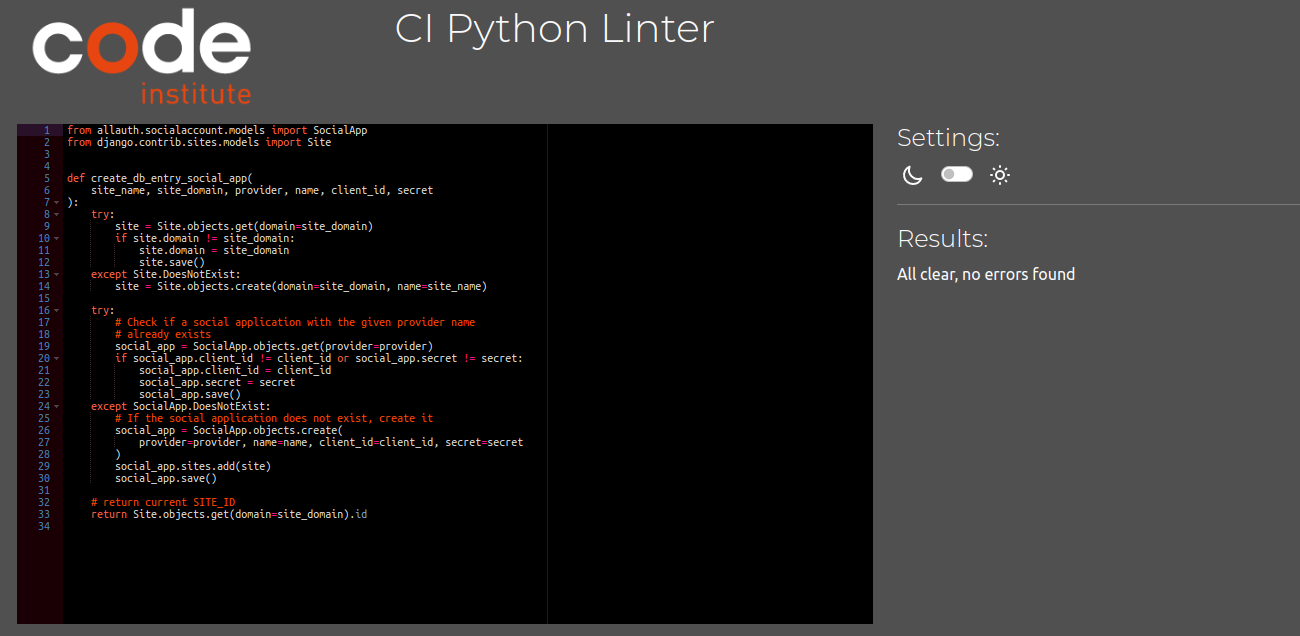 code
institute
CI Python Linter
1 from allauth.socialaccount.models import SocialApp
2 from django.contrib.sites.models import Site
3
4
5 def create_db_entry_social_app(
6     site_name, site_domain, provider, name, client_id, secret
7 ):
8     try:
9         site = Site.objects.get(domain=site_domain)
10         if site.domain != site_domain:
11             site.domain = site_domain
12             site.save()
13     except Site.DoesNotExist:
14         site = Site.objects.create(domain=site_domain, name=site_name)
15
16     try:
17         # Check if a social application with the given provider name
18         # already exists
19         social_app = SocialApp.objects.get(provider=provider)
20         if social_app.client_id != client_id or social_app.secret != secret:
21             social_app.client_id = client_id
22             social_app.secret = secret
23             social_app.save()
24     except SocialApp.DoesNotExist:
25         # If the social application does not exist, create it
26         social_app = SocialApp.objects.create(
27             provider=provider, name=name, client_id=client_id, secret=secret
28         )
29         social_app.sites.add(site)
30         social_app.save()
31
32     # return current SITE_ID
33     return Site.objects.get(domain=site_domain).id
34
Settings:
Results:
All clear, no errors found